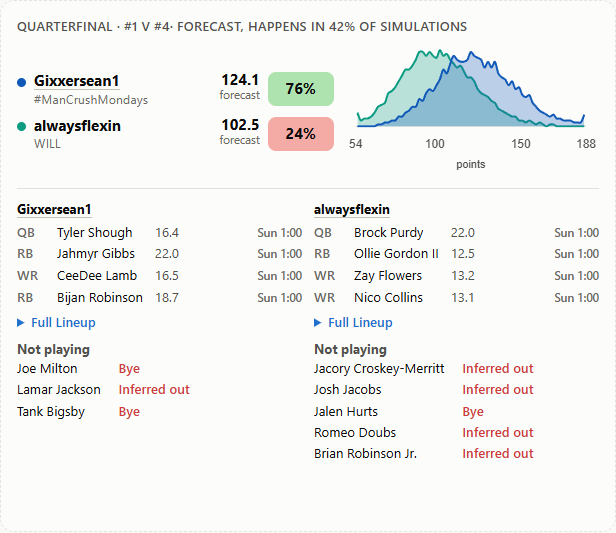 QUARTERFINAL · #1 V #4· FORECAST, HAPPENS IN 42% OF SIMULATIONS
Gixxersean1 124.1 76%
#ManCrushMondays forecast
alwaysflexin 102.5 24%
WILL forecast
54 100 150 188
points
Gixxersean1
QB Tyler Shough 16.4 Sun 1:00
RB Jahmyr Gibbs 22.0 Sun 1:00
WR CeeDee Lamb 16.5 Sun 1:00
RB Bijan Robinson 18.7 Sun 1:00
Full Lineup
Not playing
Joe Milton Bye
Lamar Jackson Inferred out
Tank Bigsby Bye
alwaysflexin
QB Brock Purdy 22.0 Sun 1:00
RB Ollie Gordon II 12.5 Sun 1:00
WR Zay Flowers 13.2 Sun 1:00
WR Nico Collins 13.1 Sun 1:00
Full Lineup
Not playing
Jacory Croskey-Merritt Inferred out
Josh Jacobs Inferred out
Jalen Hurts Bye
Romeo Doubs Inferred out
Brian Robinson Jr. Inferred out